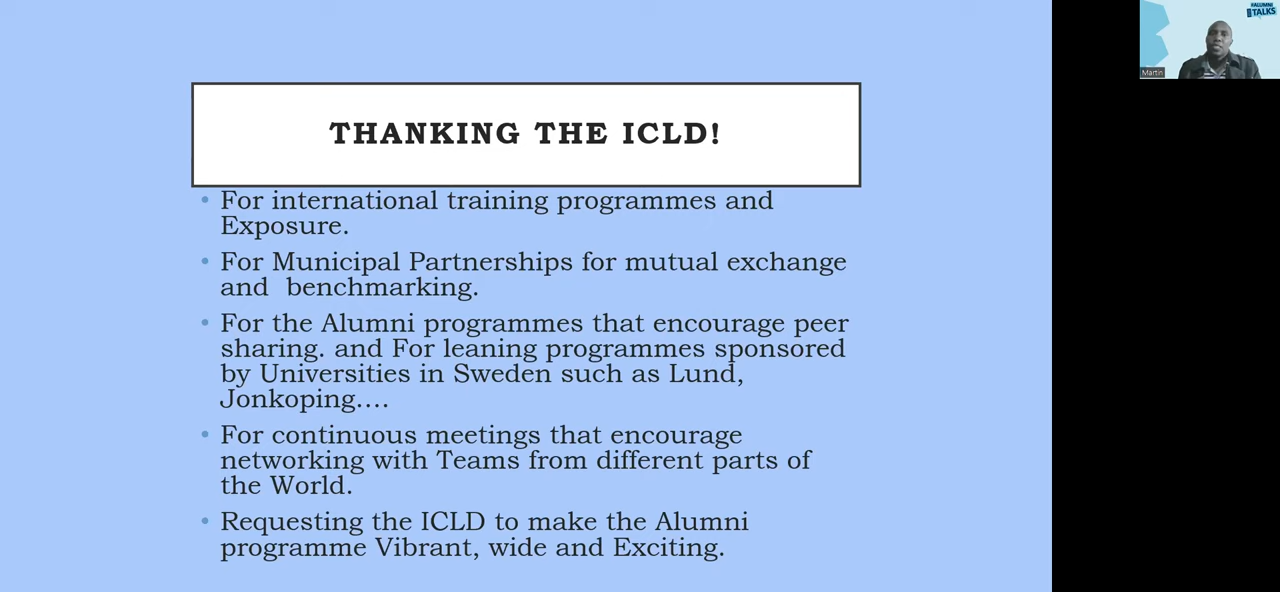 THANKING THE ICLD!
• For international training programmes and
Exposure.
• For Municipal Partnerships for mutual exchange
and  benchmarking.
• For the Alumni programmes that encourage peer
sharing. and For leaning programmes sponsored
by Universities in Sweden such as Lund,
Jonkoping….
• For continuous meetings that encourage
networking with Teams from different parts of
the World.
• Requesting the ICLD to make the Alumni
programme Vibrant, wide and Exciting.
#ALUMNI
TALKS
Martin